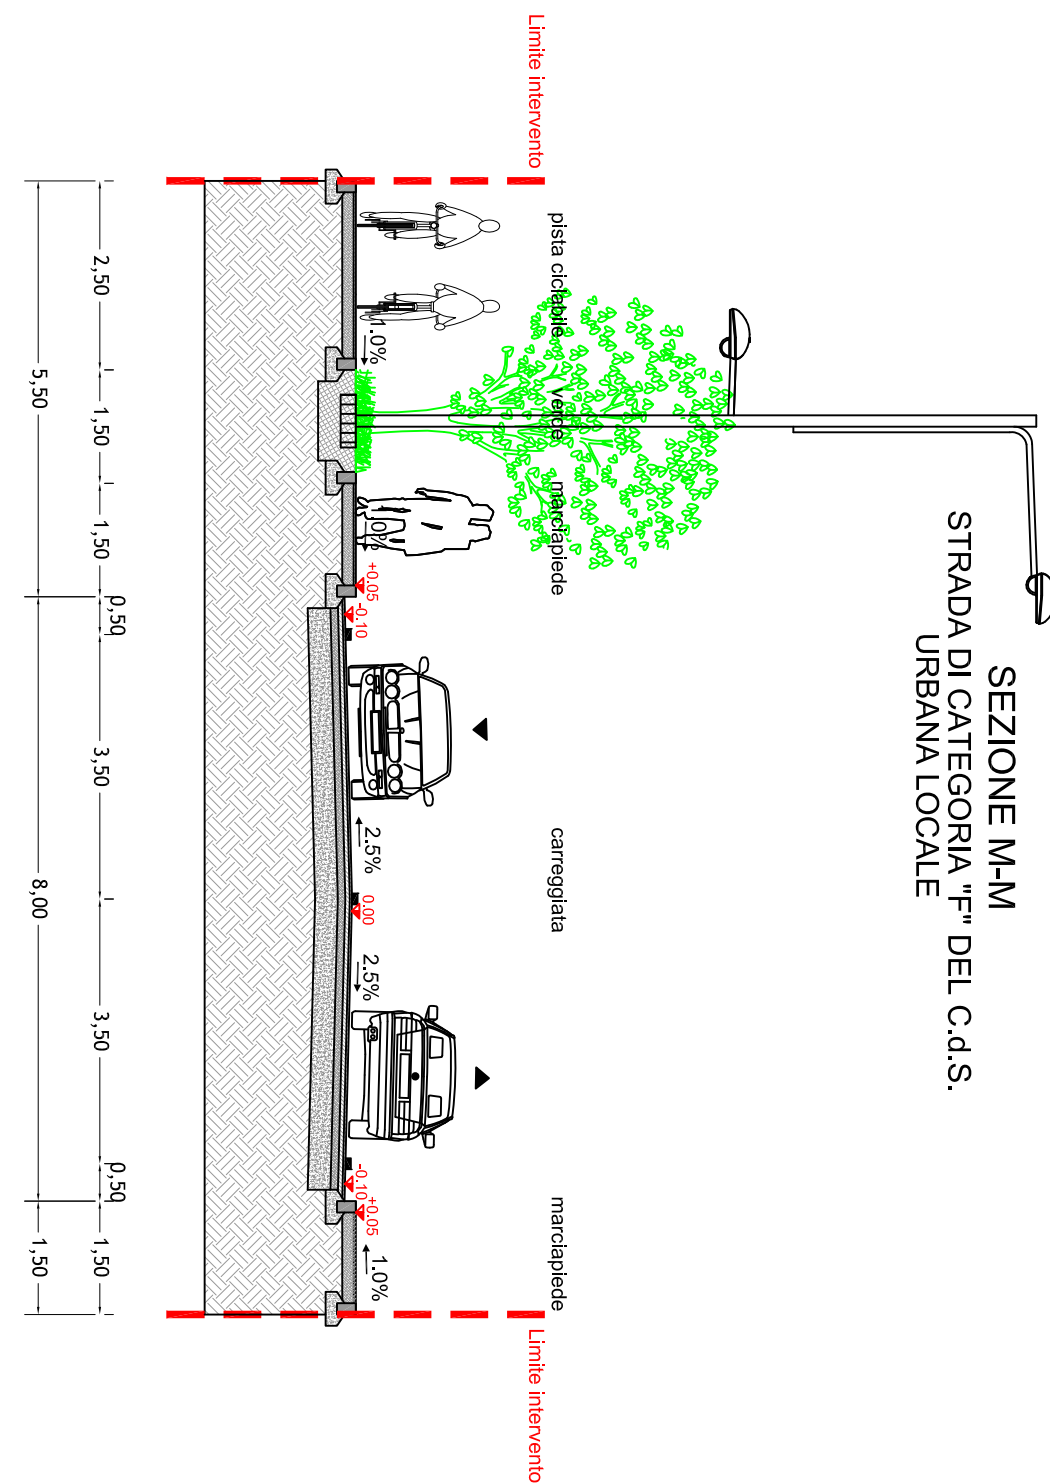 SEZIONE M-M
STRADA DI CATEGORIA "F" DEL C.d.S.
URBANA LOCALE
Limite intervento
Limite intervento
pista ciclabile
verde
marciapiede
carreggiata
marciapiede
1.0%
0%
+0.05
-0.10
2.5%
0.00
2.5%
-0.10
+0.05
1.0%
2,50
1,50
1,50
0,50
3,50
3,50
0,50
1,50
5,50
8,00
1,50